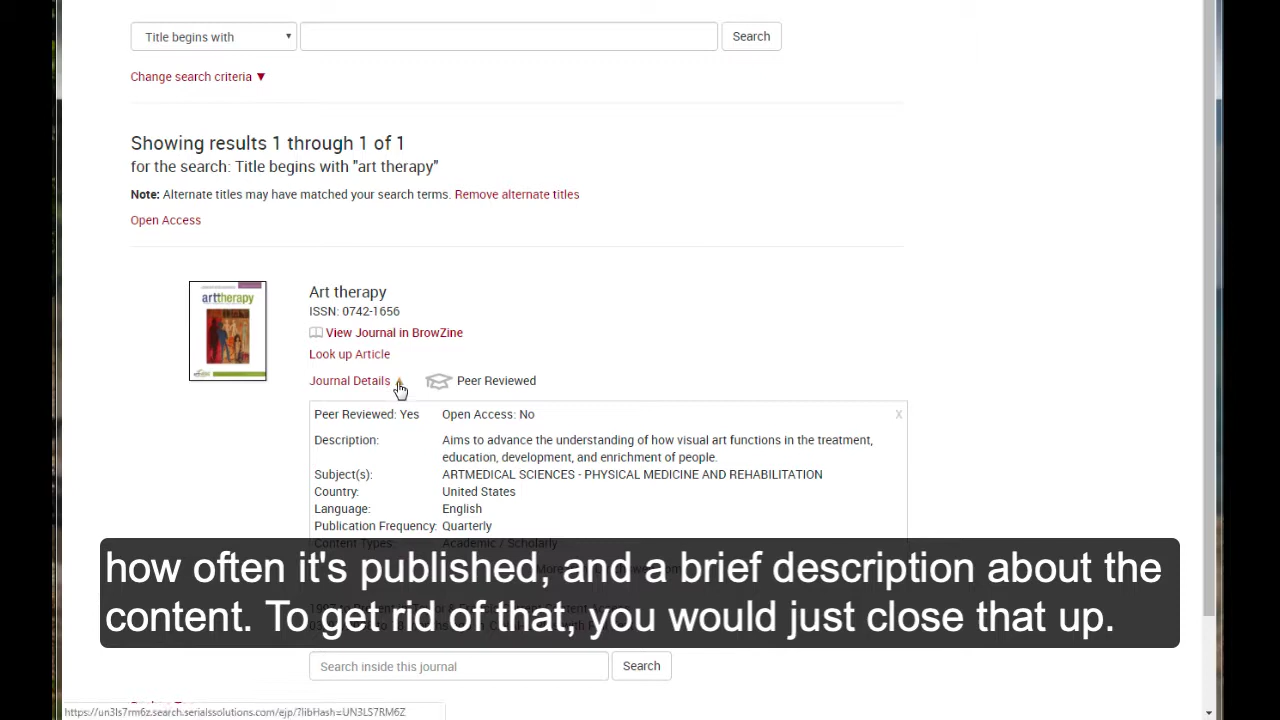 Title begins with
Search
Change search criteria ▼
Showing results 1 through 1 of 1
for the search: Title begins with "art therapy"
Note: Alternate titles may have matched your search terms. Remove alternate titles
Open Access
arttherapy
Art therapy
ISSN: 0742-1656
View Journal in BrowZine
Look up Article
Journal Details
Peer Reviewed
Peer Reviewed: Yes Open Access: No X
Description: Aims to advance the understanding of how visual art functions in the treatment,
education, development, and enrichment of people.
Subject(s): ARTMEDICAL SCIENCES - PHYSICAL MEDICINE AND REHABILITATION
Country: United States
Language: English
Publication Frequency: Quarterly
Content Types: Academic / Scholarly
how often it's published, and a brief description about the
content. To get rid of that, you would just close that up.
Search inside this journal Search
https://un3ls7rm6z.search.serialssolutions.com/ejp/?libHash=UN3LS7RM6Z